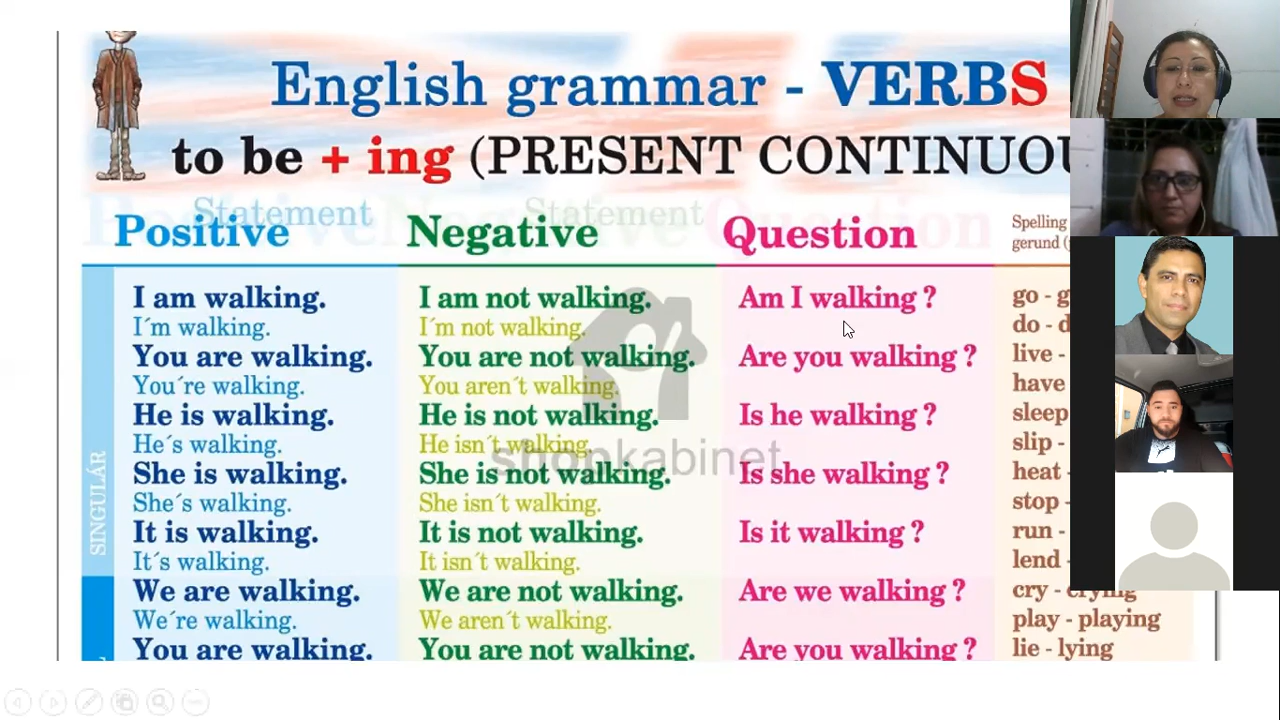 English grammar - VERBS
to be + ing (PRESENT CONTINUOU
Statement
Statement
Positive
Negative
Question
Spelling
gerund (
SINGULÁR
I am walking.
I´m walking.
You are walking.
You´re walking.
He is walking.
He´s walking.
She is walking.
She´s walking.
It is walking.
It´s walking.
We are walking.
We´re walking.
You are walking.
I am not walking.
I´m not walking.
You are not walking.
You aren´t walking.
He is not walking.
He isn´t walking.
She is not walking.
She isn´t walking.
It is not walking.
It isn´t walking.
We are not walking.
We aren´t walking.
You are not walking.
Am I walking ?
Are you walking ?
Is he walking ?
Is she walking ?
Is it walking ?
Are we walking ?
Are you walking ?
go - g
do - d
live -
have
sleep
slip -
heat -
stop -
run -
lend -
cry - crying
play - playing
lie - lying
shopkabinet